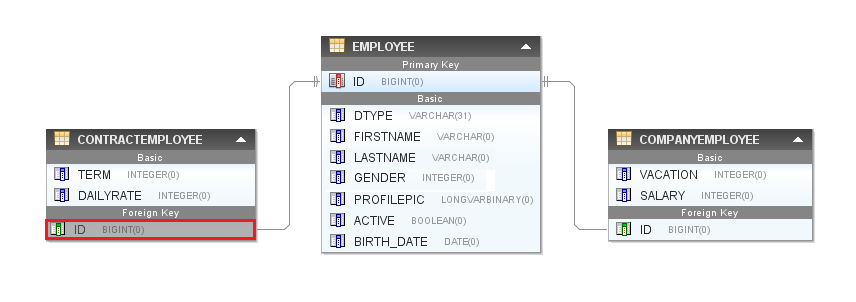 EMPLOYEE
Primary Key
ID BIGINT(0)
Basic
DTYPE VARCHAR(31)
FIRSTNAME VARCHAR(0)
LASTNAME VARCHAR(0)
GENDER INTEGER(0)
PROFILEPIC LONGVARBINARY(0)
ACTIVE BOOLEAN(0)
BIRTH_DATE DATE(0)
CONTRACTEMPLOYEE
Basic
TERM INTEGER(0)
DAILYRATE INTEGER(0)
Foreign Key
ID BIGINT(0)
COMPANYEMPLOYEE
Basic
VACATION INTEGER(0)
SALARY INTEGER(0)
Foreign Key
ID BIGINT(0)